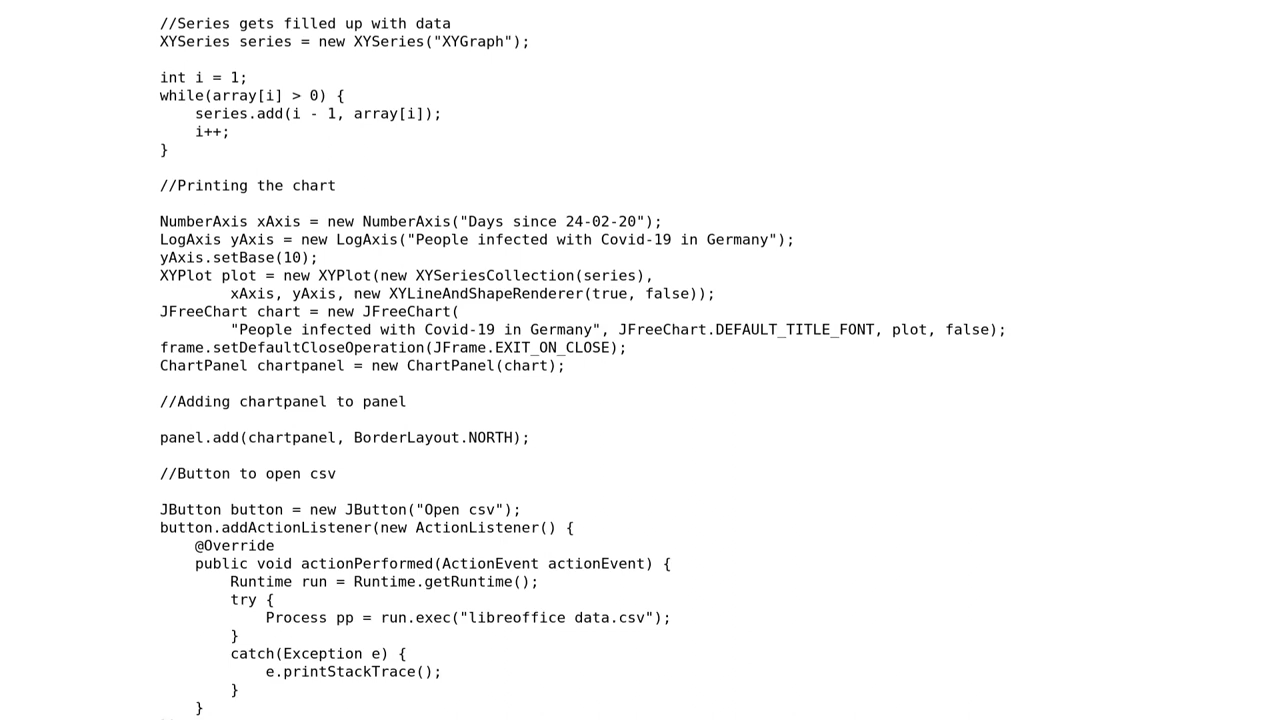 //Series gets filled up with data
XYSeries series = new XYSeries("XYGraph");

int i = 1;
while(array[i] > 0) {
    series.add(i - 1, array[i]);
    i++;
}

//Printing the chart

NumberAxis xAxis = new NumberAxis("Days since 24-02-20");
LogAxis yAxis = new LogAxis("People infected with Covid-19 in Germany");
yAxis.setBase(10);
XYPlot plot = new XYPlot(new XYSeriesCollection(series),
        xAxis, yAxis, new XYLineAndShapeRenderer(true, false));
JFreeChart chart = new JFreeChart(
        "People infected with Covid-19 in Germany", JFreeChart.DEFAULT_TITLE_FONT, plot, false);
frame.setDefaultCloseOperation(JFrame.EXIT_ON_CLOSE);
ChartPanel chartpanel = new ChartPanel(chart);

//Adding chartpanel to panel

panel.add(chartpanel, BorderLayout.NORTH);

//Button to open csv

JButton button = new JButton("Open csv");
button.addActionListener(new ActionListener() {
    @Override
    public void actionPerformed(ActionEvent actionEvent) {
        Runtime run = Runtime.getRuntime();
        try {
            Process pp = run.exec("libreoffice data.csv");
        }
        catch(Exception e) {
            e.printStackTrace();
        }
    }